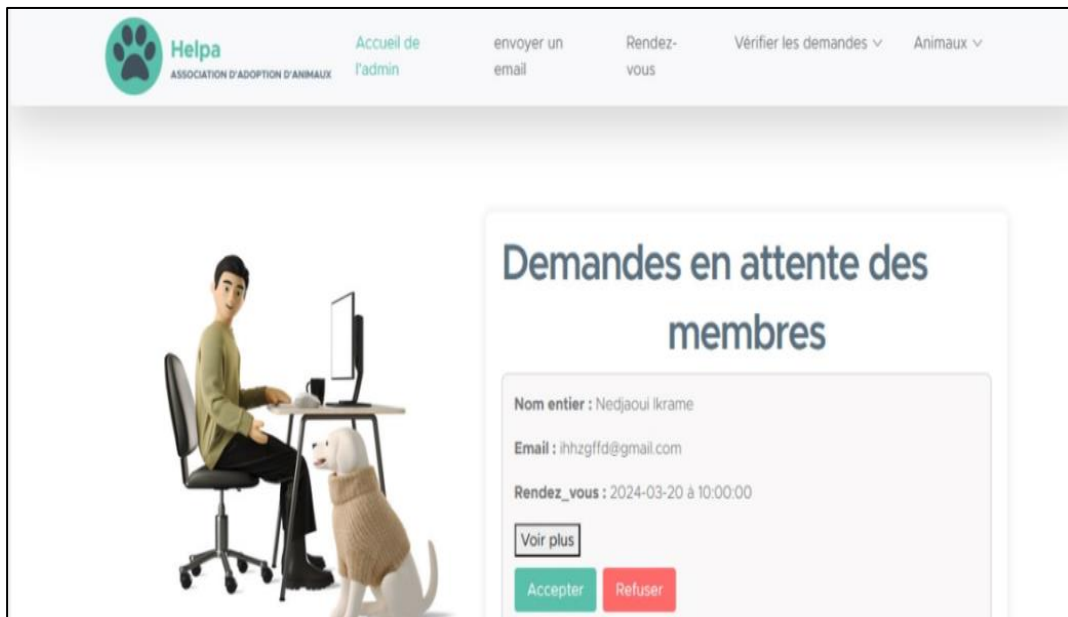 Helpa
ASSOCIATION D'ADOPTION D'ANIMAUX
Accueil de
l'admin
envoyer un
email
Rendez-
vous
Vérifier les demandes
Animaux
Demandes en attente des
membres
Nom entier : Nedjaoui Ikrame
Email : ihhzgffd@gmail.com
Rendez_vous : 2024-03-20 à 10:00:00
Voir plus
Accepter Refuser